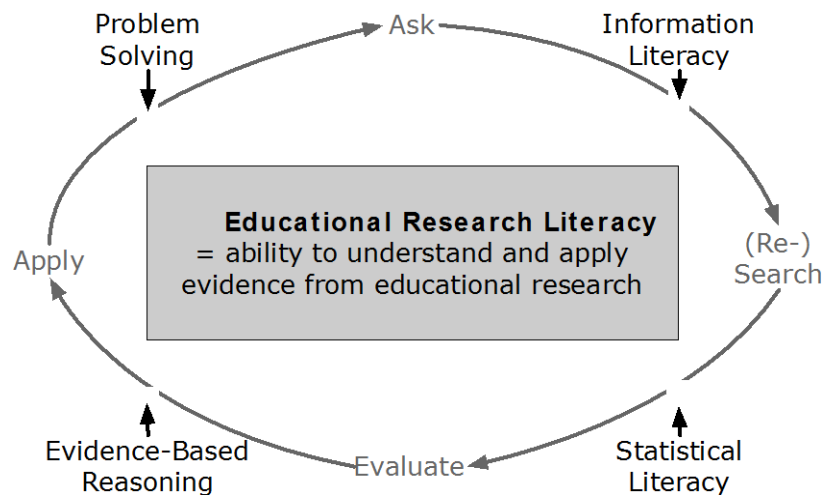 Problem
Solving
Ask
Information
Literacy
Educational Research Literacy
= ability to understand and apply
evidence from educational research
Apply
(Re-)
Search
Evidence-Based
Reasoning
Evaluate
Statistical
Literacy